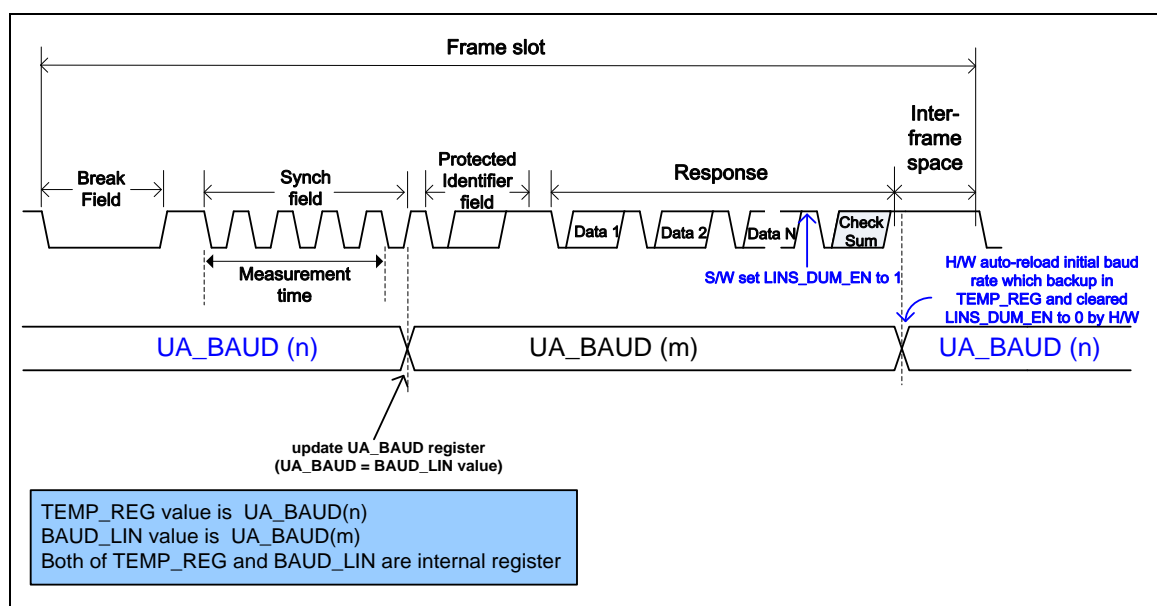 Frame slot
Inter-
frame
space
Break
Field
Synch
field
Protected
Identifier
field
Response
Data 1
Data 2
Data N
Check
Sum
Measurement
time
S/W set LINS_DUM_EN to 1
H/W auto-reload initial baud
rate which backup in
TEMP_REG and cleared
LINS_DUM_EN to 0 by H/W
UA_BAUD (n)
UA_BAUD (m)
UA_BAUD (n)
update UA_BAUD register
(UA_BAUD = BAUD_LIN value)
TEMP_REG value is UA_BAUD(n)
BAUD_LIN value is UA_BAUD(m)
Both of TEMP_REG and BAUD_LIN are internal register